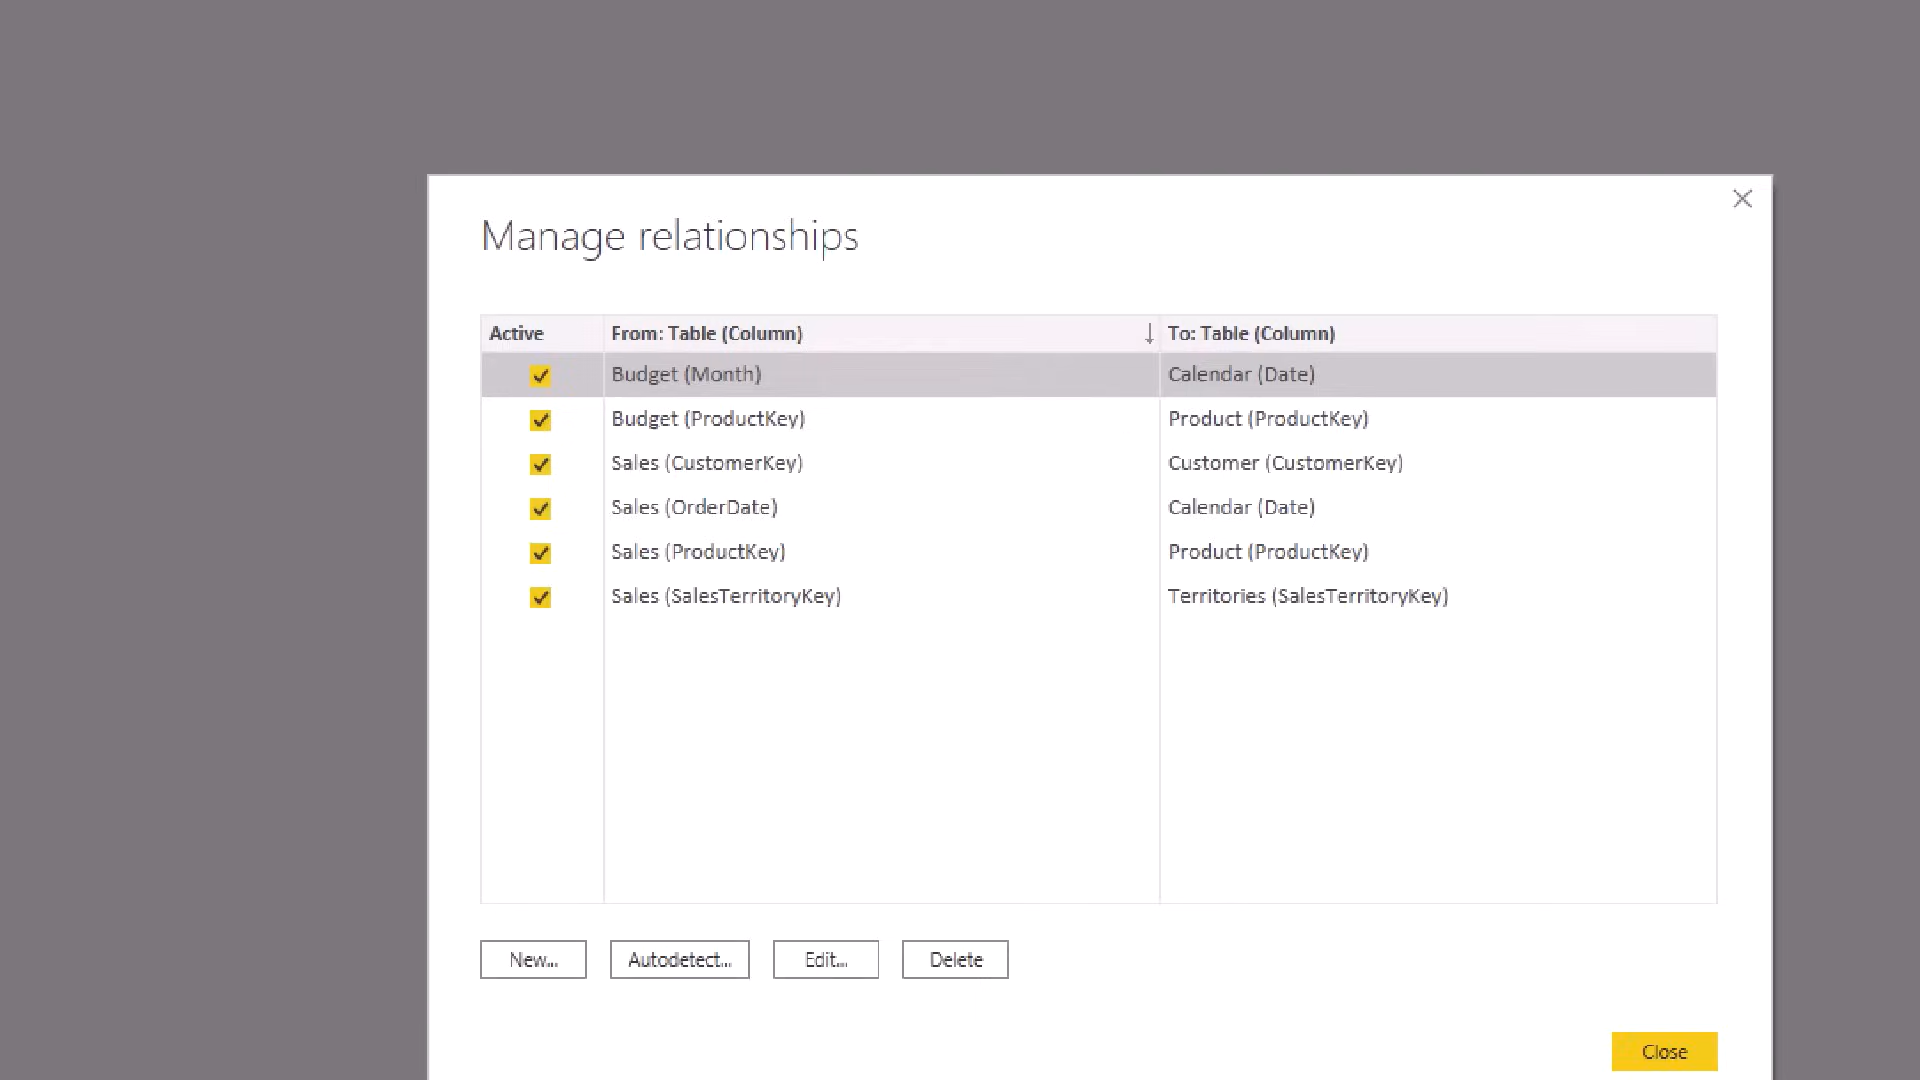 Manage relationships
Active From: Table (Column) ↓ To: Table (Column)
Budget (Month) Calendar (Date)
Budget (ProductKey) Product (ProductKey)
Sales (CustomerKey) Customer (CustomerKey)
Sales (OrderDate) Calendar (Date)
Sales (ProductKey) Product (ProductKey)
Sales (SalesTerritoryKey) Territories (SalesTerritoryKey)
New... Autodetect... Edit... Delete
Close